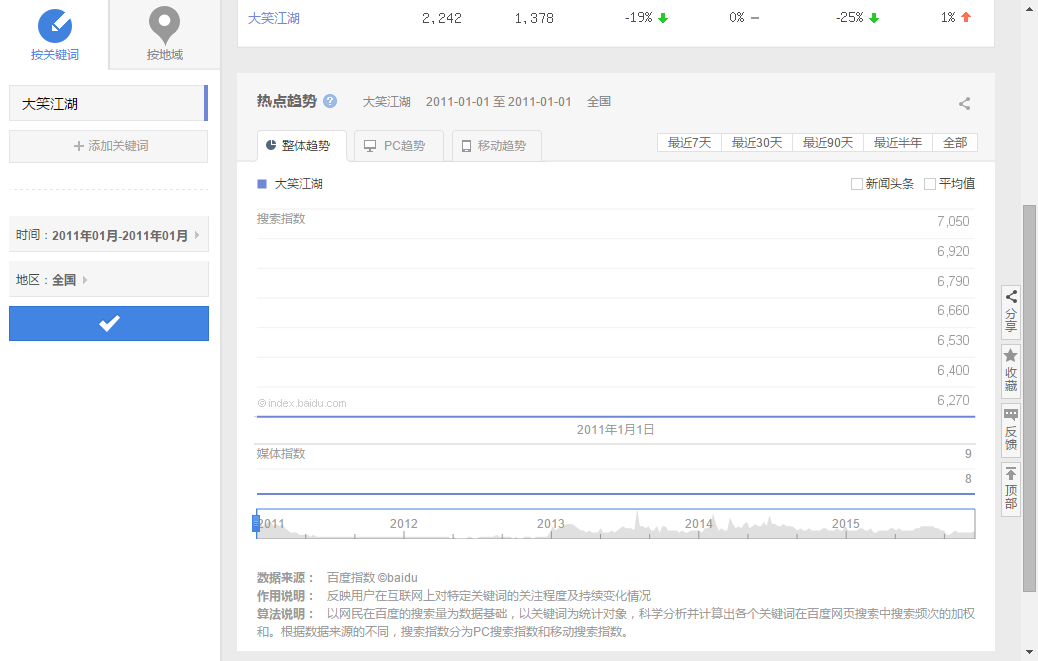 按关键词
按地域
大笑江湖
添加关键词
时间：2011年01月-2011年01月
地区：全国
大笑江湖 2,242 1,378 -19% 0% -25% 1%
热点趋势 ? 大笑江湖 2011-01-01 至 2011-01-01 全国
整体趋势 PC趋势 移动趋势 最近7天 最近30天 最近90天 最近半年 全部
大笑江湖 新闻头条 平均值
搜索指数 7,050
6,920
6,790
6,660
6,530
6,400
6,270
©index.baidu.com
2011年1月1日
媒体指数 9
8
2011 2012 2013 2014 2015
数据来源： 百度指数 ©baidu
作用说明： 反映用户在互联网上对特定关键词的关注程度及持续变化情况
算法说明： 以网民在百度的搜索量为数据基础，以关键词为统计对象，科学分析并计算出各个关键词在百度网页搜索中搜索频次的加权
和。根据数据来源的不同，搜索指数分为PC搜索指数和移动搜索指数。
分享
收藏
反馈
顶部